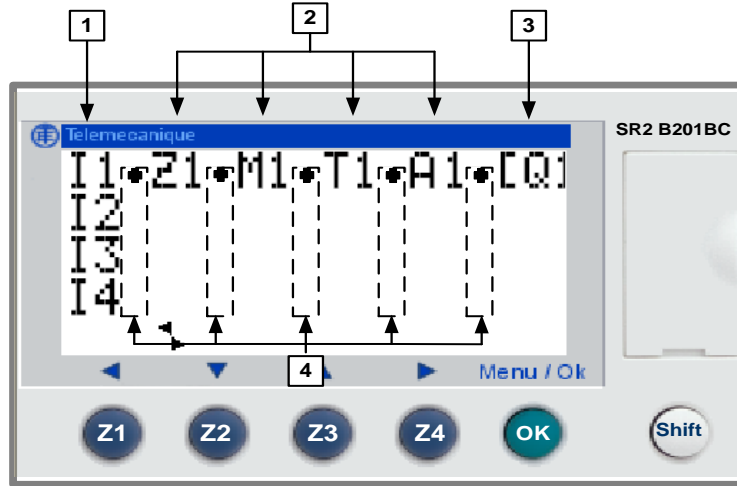 1 2 3
SR2 B201BC
Telemecanique
I1 Z1 M1 T1 A1 [Q1
I2
I3
I4
4
Menu / Ok
Z1 Z2 Z3 Z4 OK Shift